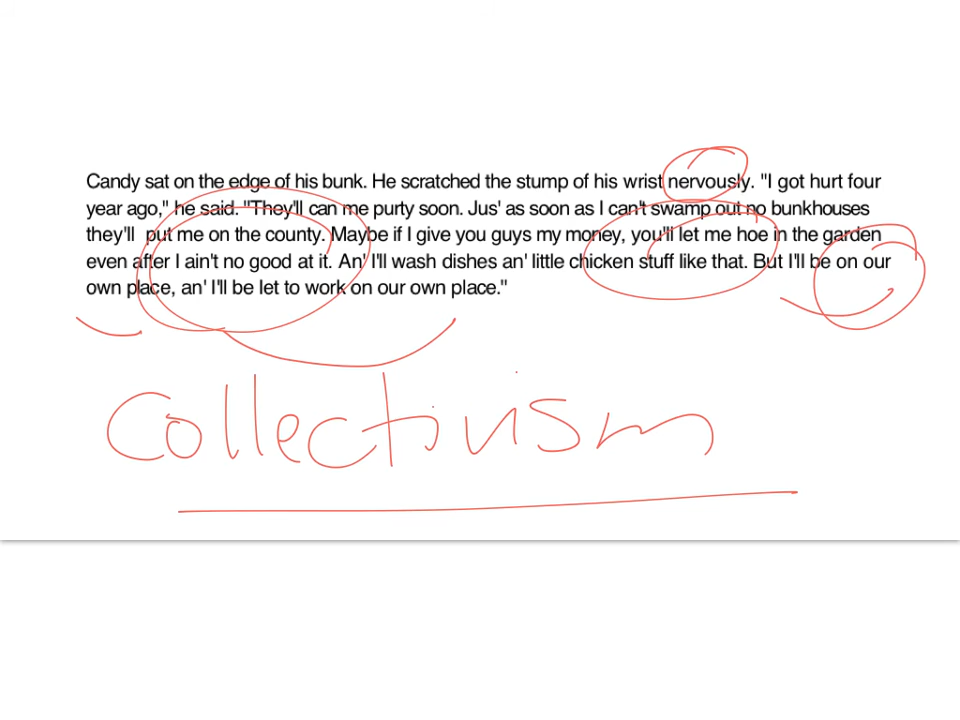 Candy sat on the edge of his bunk. He scratched the stump of his wrist nervously. "I got hurt four
year ago," he said. "They'll can me purty soon. Jus' as soon as I can't swamp out no bunkhouses
they'll put me on the county. Maybe if I give you guys my money, you'll let me hoe in the garden
even after I ain't no good at it. An' I'll wash dishes an' little chicken stuff like that. But I'll be on our
own place, an' I'll be let to work on our own place."
Collectivism